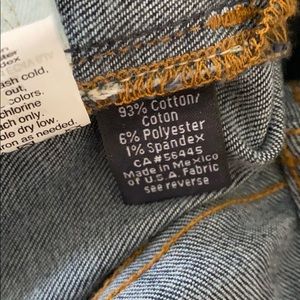 ash cold.
out.
colors.
chlorine
ach only.
ble dry low.
ron as needed.
93% Cotton/
Coton
6% Polyester
1% Spandex
CA#56445
Made in Mexico
of U.S.A. Fabric
see reverse